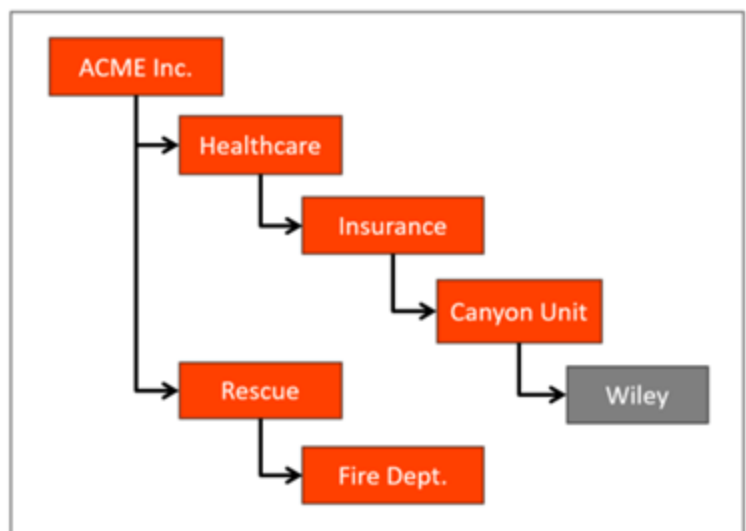 ACME Inc.
Healthcare
Insurance
Canyon Unit
Wiley
Rescue
Fire Dept.